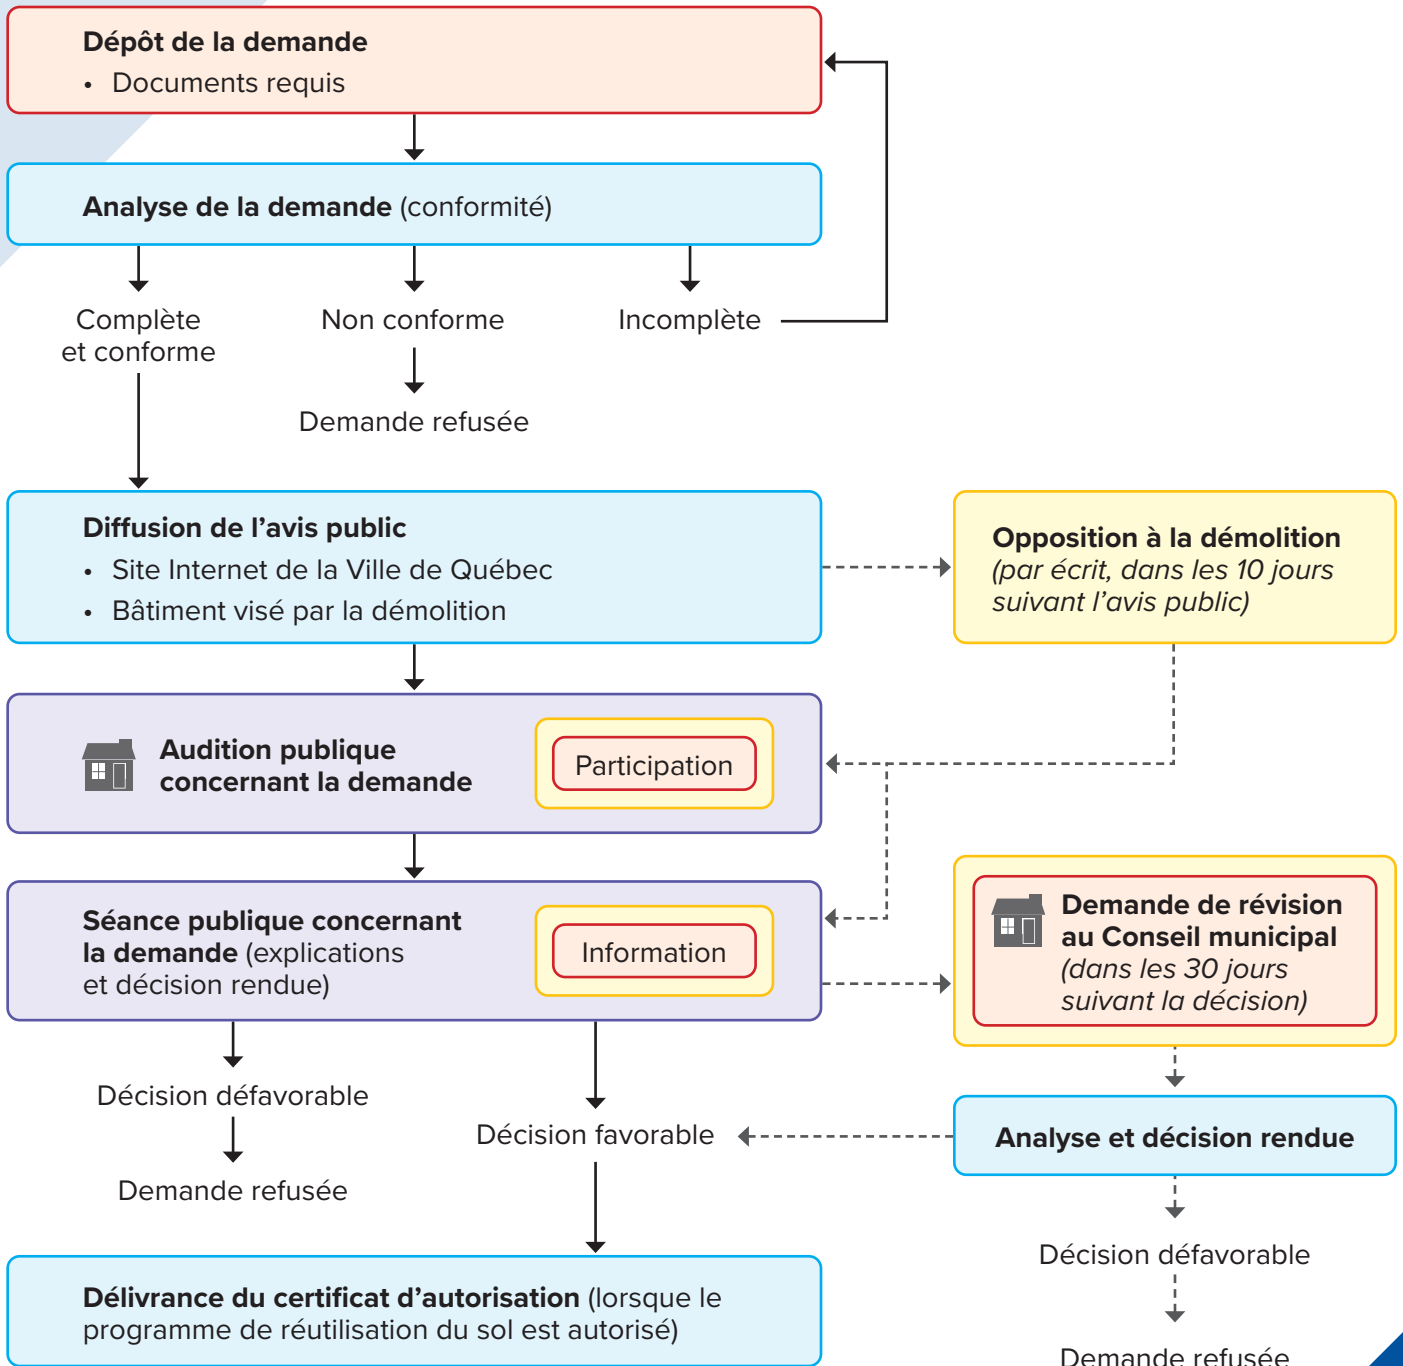 Dépôt de la demande
• Documents requis
Analyse de la demande (conformité)
Complète
et conforme
Non conforme
Incomplète
Demande refusée
Diffusion de l’avis public
• Site Internet de la Ville de Québec
• Bâtiment visé par la démolition
Opposition à la démolition
(par écrit, dans les 10 jours
suivant l’avis public)
Audition publique
concernant la demande
Participation
Séance publique concernant
la demande (explications
et décision rendue)
Information
Demande de révision
au Conseil municipal
(dans les 30 jours
suivant la décision)
Décision défavorable
Demande refusée
Décision favorable
Analyse et décision rendue
Décision défavorable
Demande refusée
Délivrance du certificat d’autorisation (lorsque le
programme de réutilisation du sol est autorisé)